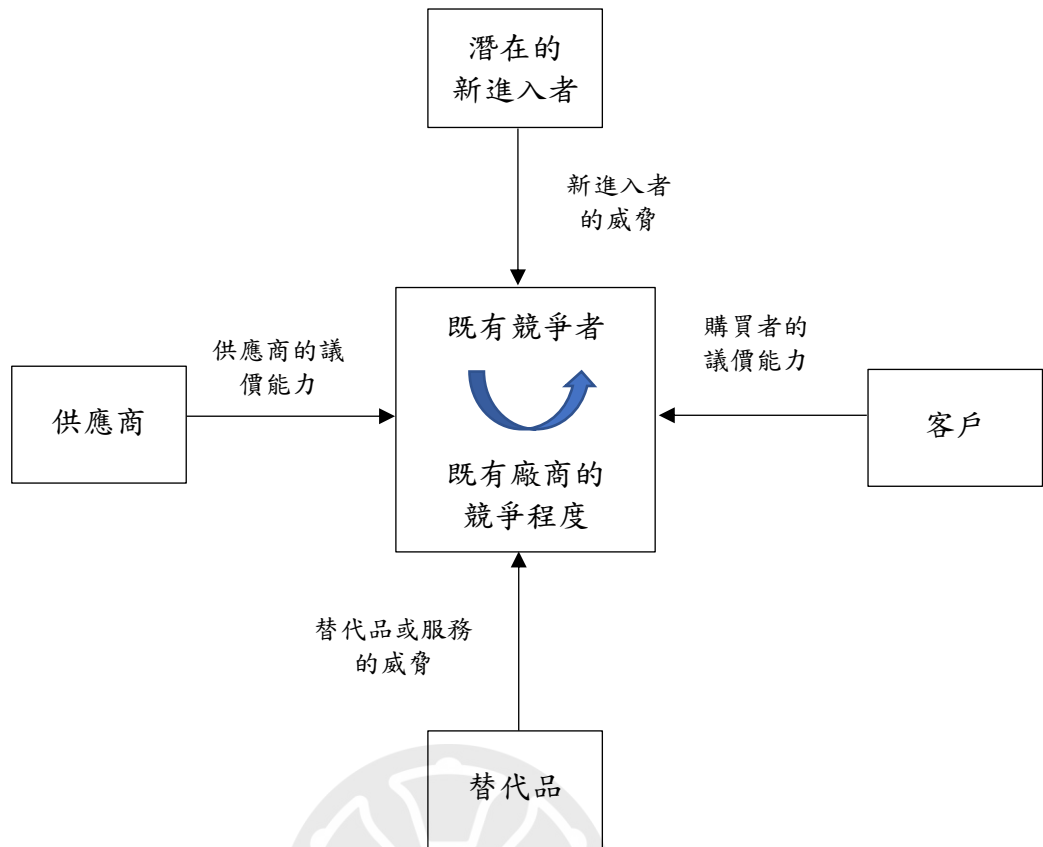 潛在的
新進入者
新進入者
的威脅
既有競爭者
購買者的
議價能力
供應商的議
價能力
供應商
客戶
既有廠商的
競爭程度
替代品或服務
的威脅
替代品